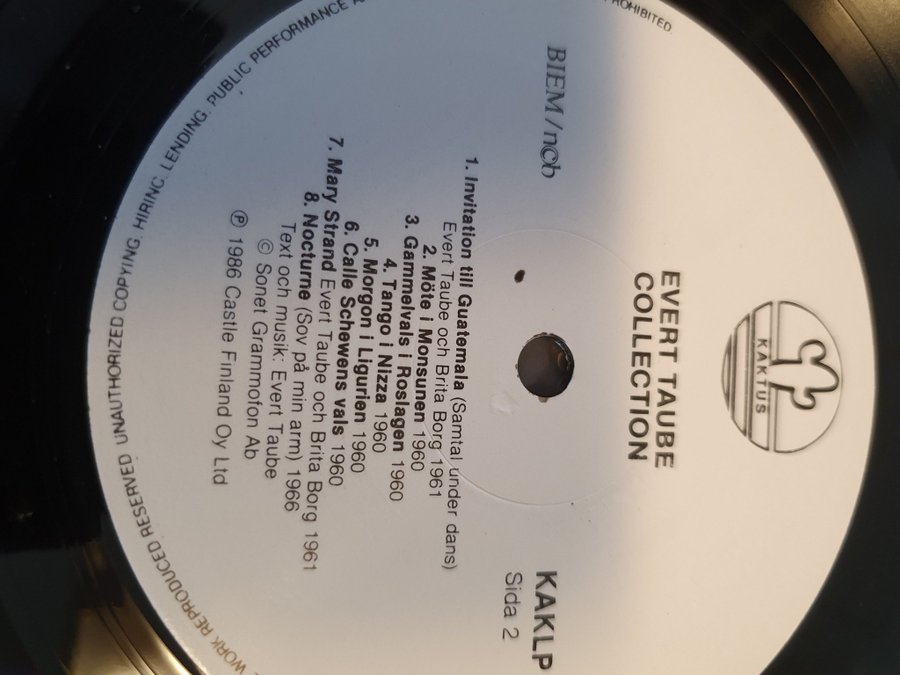 KAKTUS
EVERT TAUBE
COLLECTION
BIEM/n©b
KAKLP
Sida 2
1. Invitation till Guatemala (Samtal under dans)
Evert Taube och Brita Borg 1961
2. Möte i Monsunen 1960
3. Gammelvals i Roslagen 1960
4. Tango i Nizza 1960
5. Morgon i Ligurien 1960
6. Calle Schewens vals 1960
7. Mary Strand Evert Taube och Brita Borg 1961
8. Nocturne (Sov på min arm) 1966
Text och musik: Evert Taube
© Sonet Grammofon Ab
℗ 1986 Castle Finland Oy Ltd
WORK REPRODUCED RESERVED. UNAUTHORIZED COPYING, HIRING, LENDING, PUBLIC PERFORMANCE A
PROHIBITED.